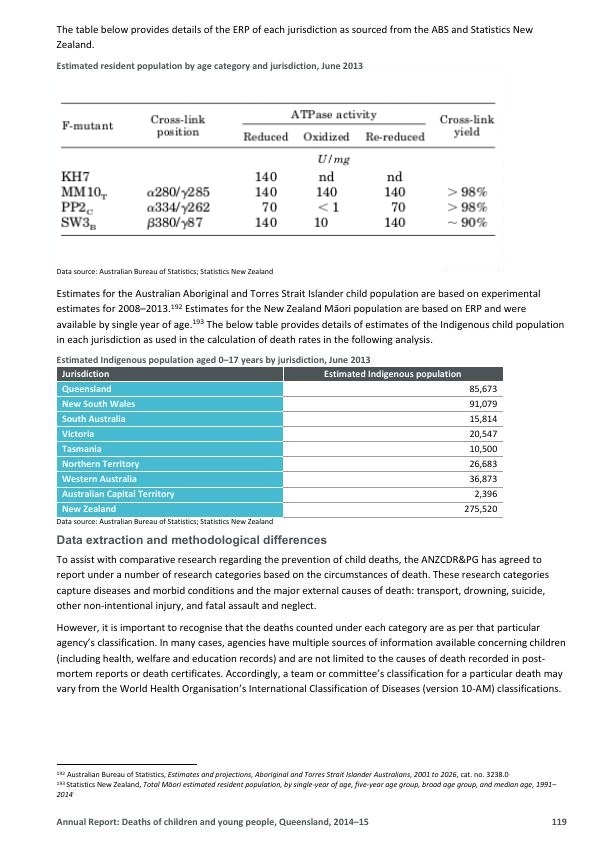 The table below provides details of the ERP of each jurisdiction as sourced from the ABS and Statistics New
Zealand.
Estimated resident population by age category and jurisdiction, June 2013
F-mutant Cross-link position ATPase activity Cross-link yield
Reduced Oxidized Re-reduced
U/mg
KH7 140 nd nd
MM10T α280/γ285 140 140 140 > 98%
PP2C α334/γ262 70 < 1 70 > 98%
SW3B β380/γ87 140 10 140 ~ 90%
Data source: Australian Bureau of Statistics; Statistics New Zealand
Estimates for the Australian Aboriginal and Torres Strait Islander child population are based on experimental
estimates for 2008–2013.192 Estimates for the New Zealand Māori population are based on ERP and were
available by single year of age.193 The below table provides details of estimates of the Indigenous child population
in each jurisdiction as used in the calculation of death rates in the following analysis.
Estimated Indigenous population aged 0–17 years by jurisdiction, June 2013
Jurisdiction Estimated Indigenous population
Queensland 85,673
New South Wales 91,079
South Australia 15,814
Victoria 20,547
Tasmania 10,500
Northern Territory 26,683
Western Australia 36,873
Australian Capital Territory 2,396
New Zealand 275,520
Data source: Australian Bureau of Statistics; Statistics New Zealand
Data extraction and methodological differences
To assist with comparative research regarding the prevention of child deaths, the ANZCDR&PG has agreed to
report under a number of research categories based on the circumstances of death. These research categories
capture diseases and morbid conditions and the major external causes of death: transport, drowning, suicide,
other non-intentional injury, and fatal assault and neglect.
However, it is important to recognise that the deaths counted under each category are as per that particular
agency's classification. In many cases, agencies have multiple sources of information available concerning children
(including health, welfare and education records) and are not limited to the causes of death recorded in post-
mortem reports or death certificates. Accordingly, a team or committee's classification for a particular death may
vary from the World Health Organisation's International Classification of Diseases (version 10-AM) classifications.
192 Australian Bureau of Statistics, Estimates and projections, Aboriginal and Torres Strait Islander Australians, 2001 to 2026, cat. no. 3238.0.
193 Statistics New Zealand, Total Māori estimated resident population, by single-year of age, five-year age group, broad age group, and median age, 1991–
2014.
Annual Report: Deaths of children and young people, Queensland, 2014–15 119